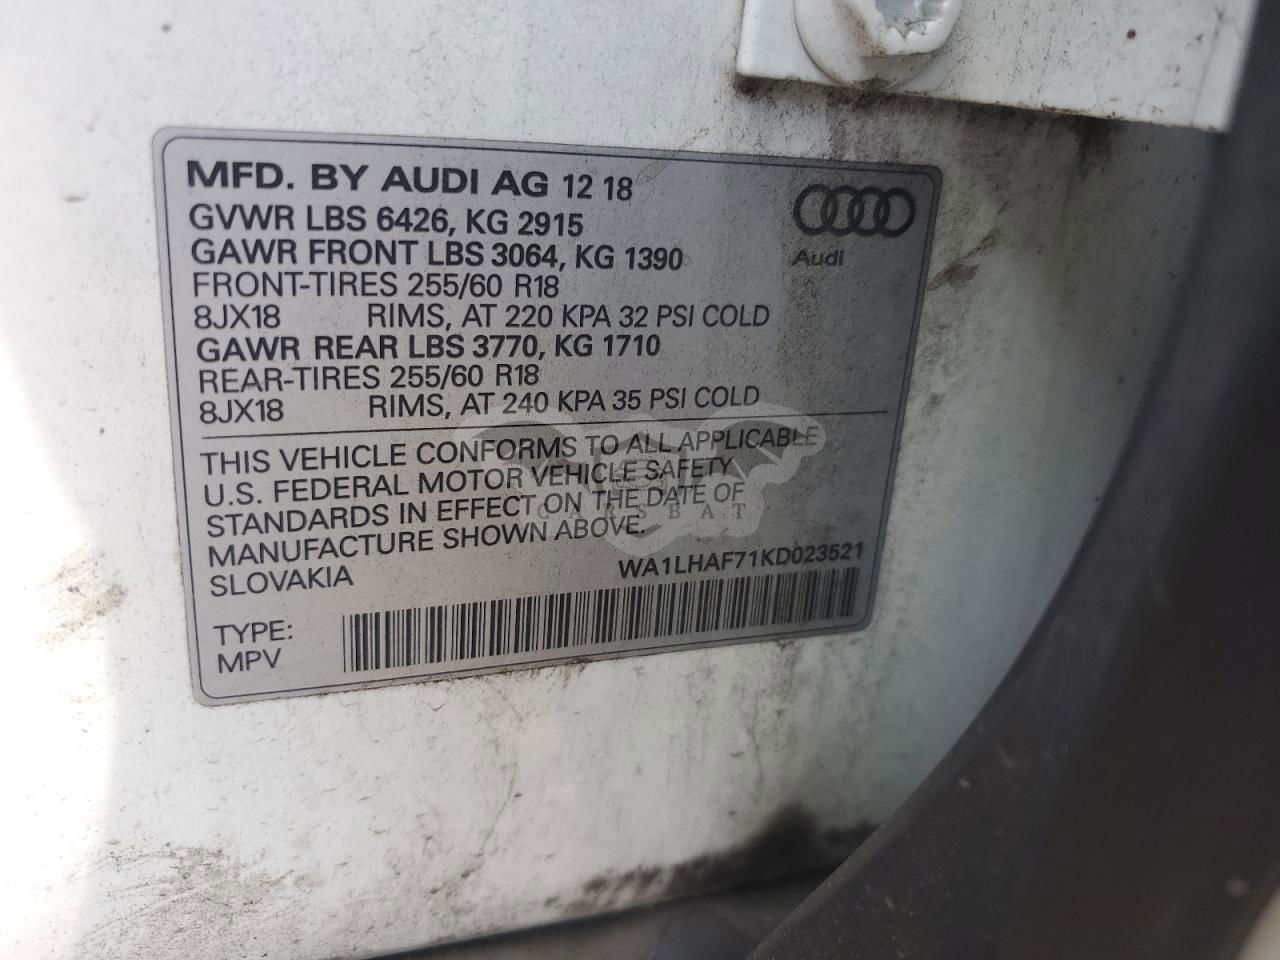 MFD. BY AUDI AG 12 18
GVWR LBS 6426, KG 2915
GAWR FRONT LBS 3064, KG 1390
FRONT-TIRES 255/60 R18
8JX18 RIMS, AT 220 KPA 32 PSI COLD
GAWR REAR LBS 3770, KG 1710
REAR-TIRES 255/60 R18
8JX18 RIMS, AT 240 KPA 35 PSI COLD
Audi
THIS VEHICLE CONFORMS TO ALL APPLICABLE
U.S. FEDERAL MOTOR VEHICLE SAFETY
STANDARDS IN EFFECT ON THE DATE OF
MANUFACTURE SHOWN ABOVE.
SLOVAKIA WA1LHAF71KD023521
TYPE:
MPV
CARSBAT